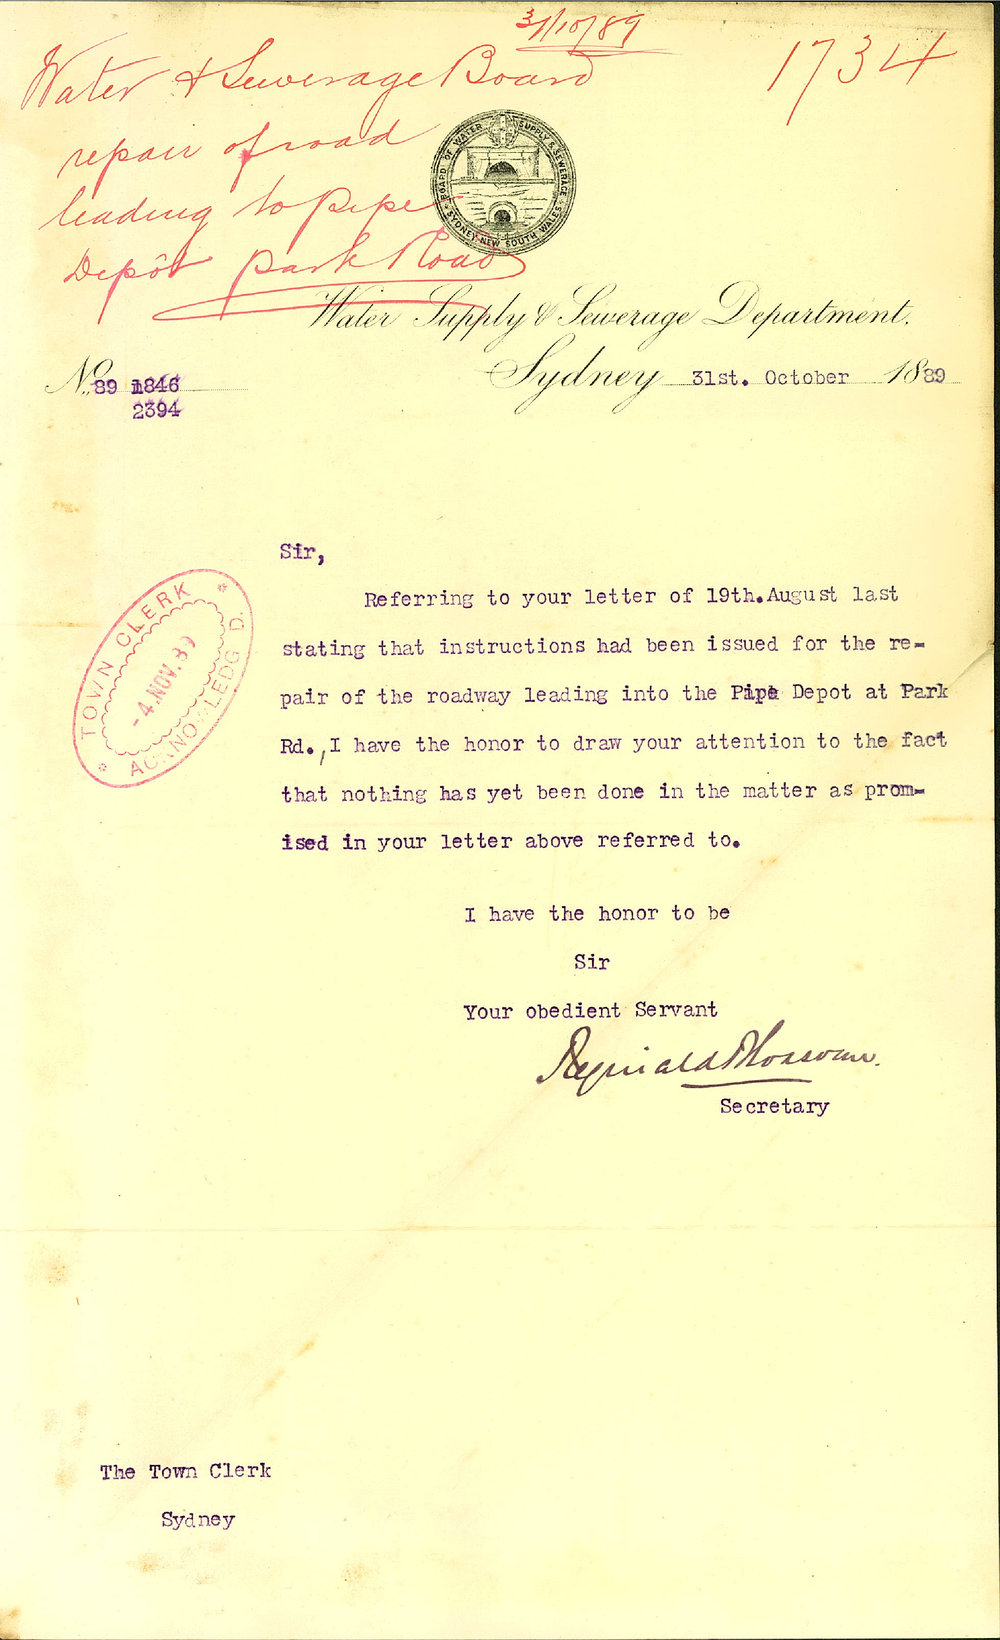 31/10/89
1734
Water & Sewerage Board
repair of road
leading to Pipe
Depôt Park Road
BOARD OF WATER SUPPLY & SEWERAGE
SYDNEY NEW SOUTH WALES
Water Supply & Sewerage Department.
No. 89 1846
2394
Sydney 31st. October 1889
Sir,
Referring to your letter of 19th. August last
stating that instructions had been issued for the re-
pair of the roadway leading into the Pipe Depot at Park
Rd., I have the honor to draw your attention to the fact
that nothing has yet been done in the matter as prom-
ised in your letter above referred to.
TOWN CLERK
-4.NOV.89
ACKNOWLEDG'D.
I have the honor to be
Sir
Your obedient Servant
Reginald
Secretary
The Town Clerk
Sydney